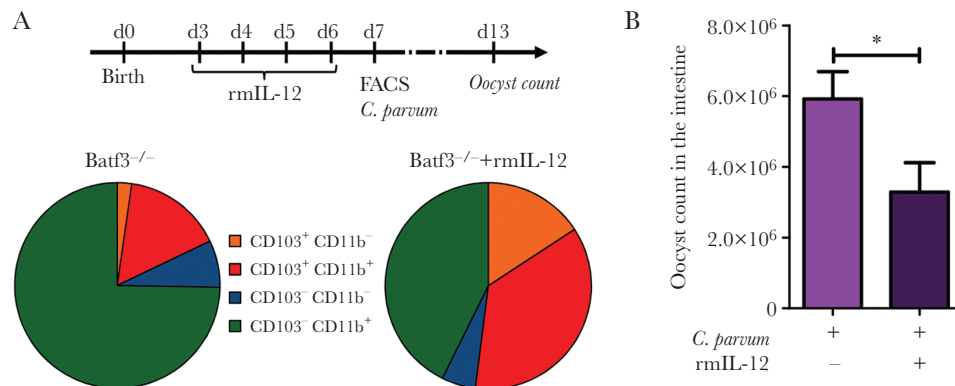 A
d0 d3 d4 d5 d6 d7 d13
Birth
rmIL-12
FACS
C. parvum
Oocyst count
Batf3–/–
Batf3–/–+rmIL-12
CD103+ CD11b–
CD103+ CD11b+
CD103– CD11b–
CD103– CD11b+
B
Oocyst count in the intestine
8.0×10⁶
6.0×10⁶
4.0×10⁶
2.0×10⁶
0
*
C. parvum + +
rmIL-12 – +